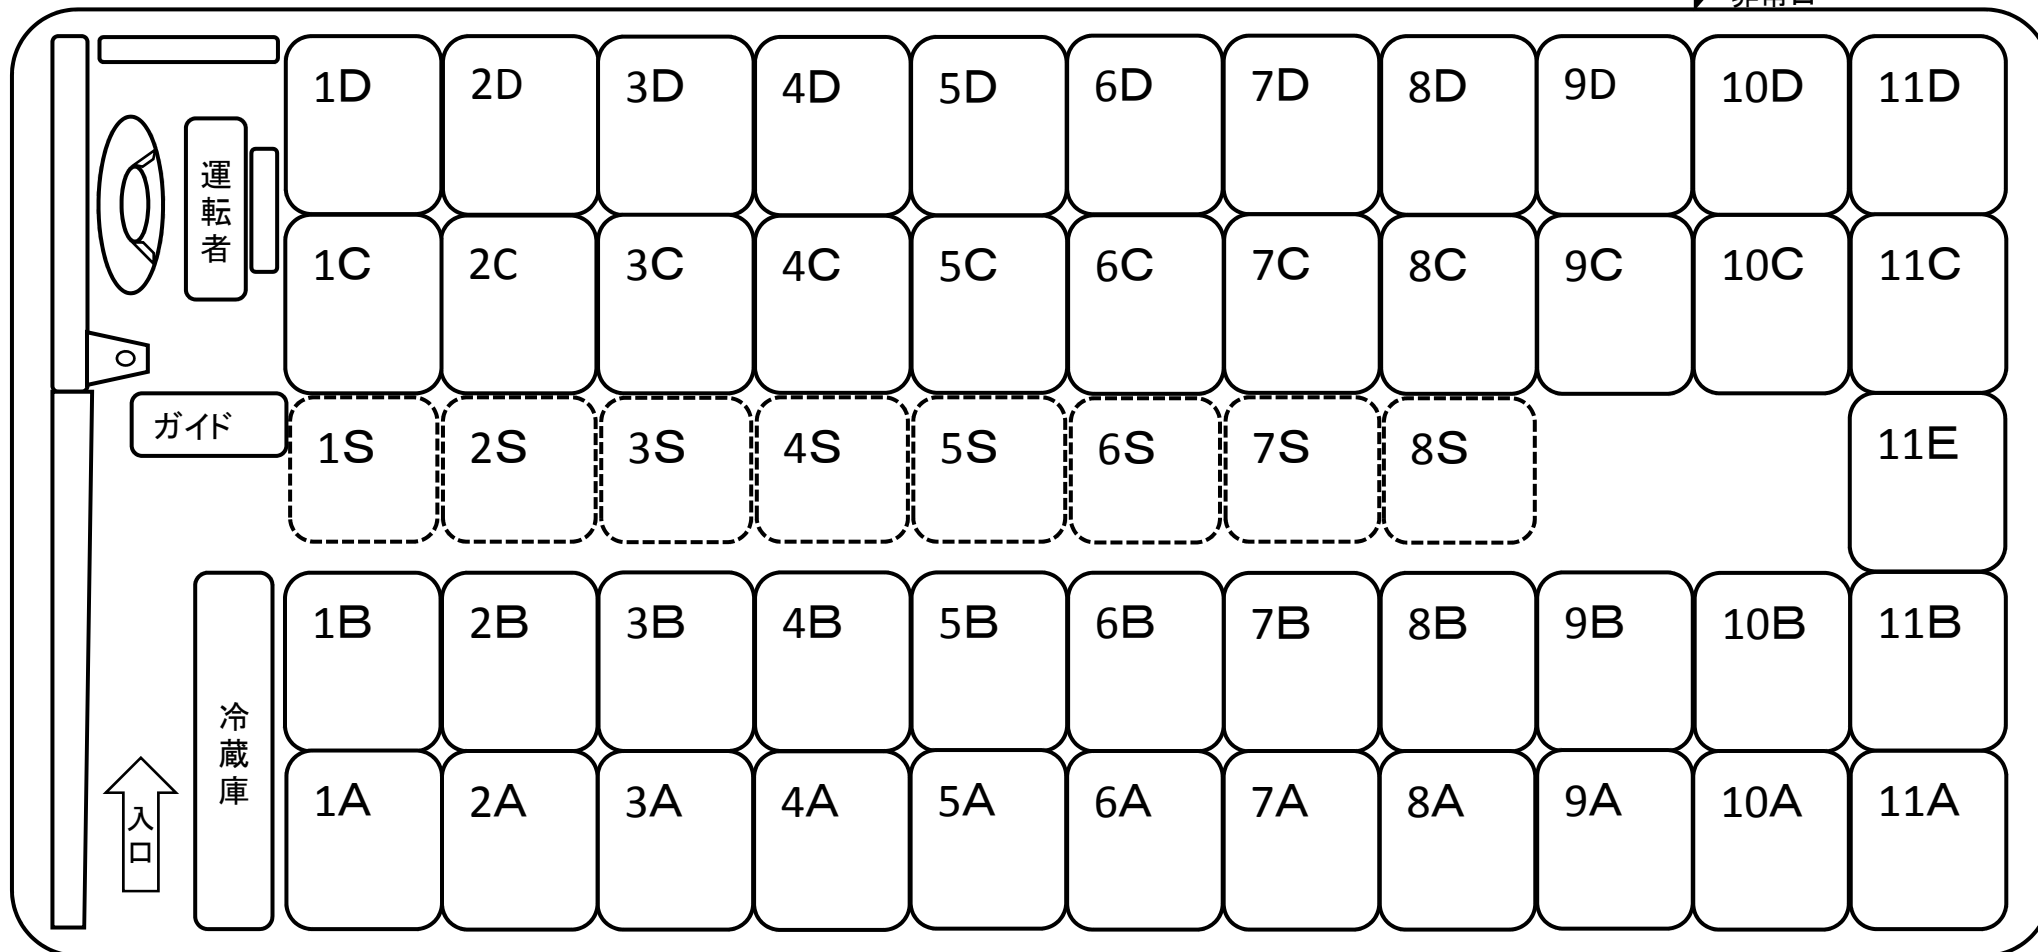 1D 2D 3D 4D 5D 6D 7D 8D 9D 10D 11D
運転者
1C 2C 3C 4C 5C 6C 7C 8C 9C 10C 11C
ガイド
1S 2S 3S 4S 5S 6S 7S 8S
11E
1B 2B 3B 4B 5B 6B 7B 8B 9B 10B 11B
冷蔵庫
1A 2A 3A 4A 5A 6A 7A 8A 9A 10A 11A
入口